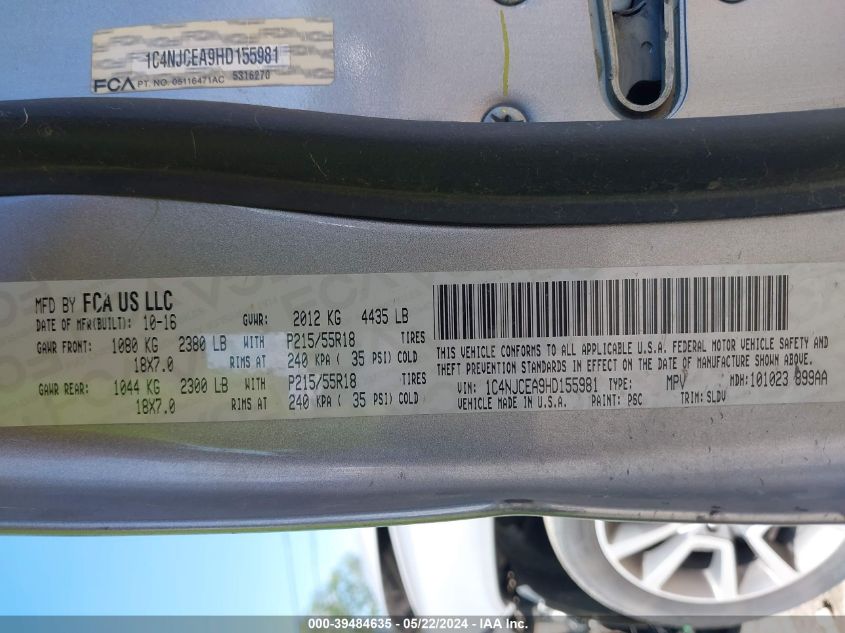 1C4NJCEA9HD155981
FCA PT. NO. 05116471AC 5316270
MFD BY FCA US LLC
DATE OF MFR(BUILT): 10-16 GVWR: 2012 KG 4435 LB
GAWR FRONT: 1080 KG 2380 LB WITH P215/55R18 TIRES
18X7.0 RIMS AT 240 KPA ( 35 PSI) COLD
GAWR REAR: 1044 KG 2300 LB WITH P215/55R18 TIRES
18X7.0 RIMS AT 240 KPA ( 35 PSI) COLD
THIS VEHICLE CONFORMS TO ALL APPLICABLE U.S.A. FEDERAL MOTOR VEHICLE SAFETY, BUMPER, AND
THEFT PREVENTION STANDARDS IN EFFECT ON THE DATE OF MANUFACTURE SHOWN ABOVE.
VIN: 1C4NJCEA9HD155981 TYPE: MPV MDH:101023 899AA
VEHICLE MADE IN U.S.A. PAINT: PSC TRIM: SLDV
000-39484635 - 05/22/2024 - IAA Inc.